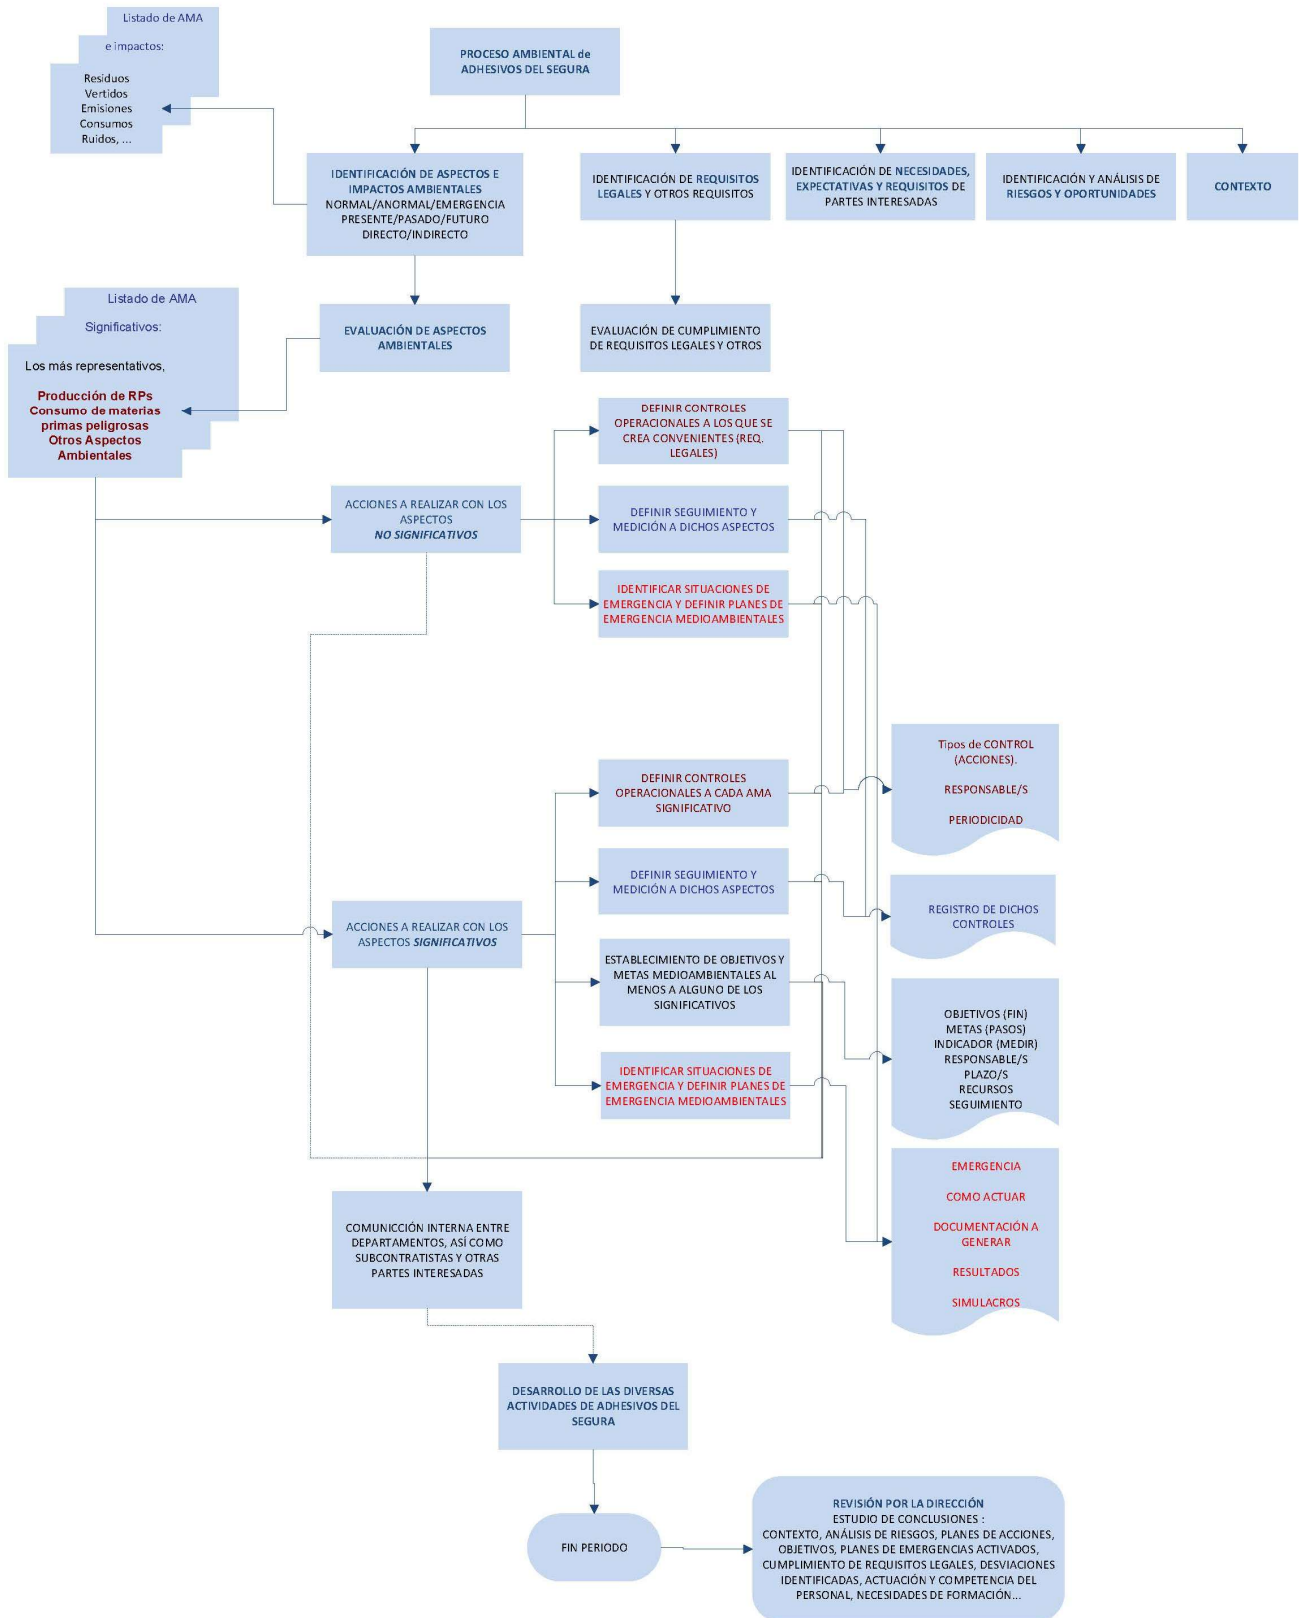 Listado de AMA
e impactos:
Residuos
Vertidos
Emisiones
Consumos
Ruidos, ...
PROCESO AMBIENTAL de
ADHESIVOS DEL SEGURA
IDENTIFICACIÓN DE ASPECTOS E
IMPACTOS AMBIENTALES
NORMAL/ANORMAL/EMERGENCIA
PRESENTE/PASADO/FUTURO
DIRECTO/INDIRECTO
IDENTIFICACIÓN DE REQUISITOS
LEGALES Y OTROS REQUISITOS
IDENTIFICACIÓN DE NECESIDADES,
EXPECTATIVAS Y REQUISITOS DE
PARTES INTERESADAS
IDENTIFICACIÓN Y ANÁLISIS DE
RIESGOS Y OPORTUNIDADES
CONTEXTO
Listado de AMA
Significativos:
Los más representativos,
Producción de RPs
Consumo de materias
primas peligrosas
Otros Aspectos
Ambientales
EVALUACIÓN DE ASPECTOS
AMBIENTALES
EVALUACIÓN DE CUMPLIMIENTO
DE REQUISITOS LEGALES Y OTROS
DEFINIR CONTROLES
OPERACIONALES A LOS QUE SE
CREA CONVENIENTES (REQ.
LEGALES)
ACCIONES A REALIZAR CON LOS
ASPECTOS
NO SIGNIFICATIVOS
DEFINIR SEGUIMIENTO Y
MEDICIÓN A DICHOS ASPECTOS
IDENTIFICAR SITUACIONES DE
EMERGENCIA Y DEFINIR PLANES DE
EMERGENCIA MEDIOAMBIENTALES
DEFINIR CONTROLES
OPERACIONALES A CADA AMA
SIGNIFICATIVO
Tipos de CONTROL
(ACCIONES).
RESPONSABLE/S
PERIODICIDAD
DEFINIR SEGUIMIENTO Y
MEDICIÓN A DICHOS ASPECTOS
REGISTRO DE DICHOS
CONTROLES
ACCIONES A REALIZAR CON LOS
ASPECTOS SIGNIFICATIVOS
ESTABLECIMIENTO DE OBJETIVOS Y
METAS MEDIOAMBIENTALES AL
MENOS A ALGUNO DE LOS
SIGNIFICATIVOS
OBJETIVOS (FIN)
METAS (PASOS)
INDICADOR (MEDIR)
RESPONSABLE/S
PLAZO/S
RECURSOS
SEGUIMIENTO
IDENTIFICAR SITUACIONES DE
EMERGENCIA Y DEFINIR PLANES DE
EMERGENCIA MEDIOAMBIENTALES
EMERGENCIA
COMO ACTUAR
DOCUMENTACIÓN A
GENERAR
RESULTADOS
SIMULACROS
COMUNICCIÓN INTERNA ENTRE
DEPARTAMENTOS, ASÍ COMO
SUBCONTRATISTAS Y OTRAS
PARTES INTERESADAS
DESARROLLO DE LAS DIVERSAS
ACTIVIDADES DE ADHESIVOS DEL
SEGURA
FIN PERIODO
REVISIÓN POR LA DIRECCIÓN
ESTUDIO DE CONCLUSIONES :
CONTEXTO, ANÁLISIS DE RIESGOS, PLANES DE ACCIONES,
OBJETIVOS, PLANES DE EMERGENCIAS ACTIVADOS,
CUMPLIMIENTO DE REQUISITOS LEGALES, DESVIACIONES
IDENTIFICADAS, ACTUACIÓN Y COMPETENCIA DEL
PERSONAL, NECESIDADES DE FORMACIÓN...